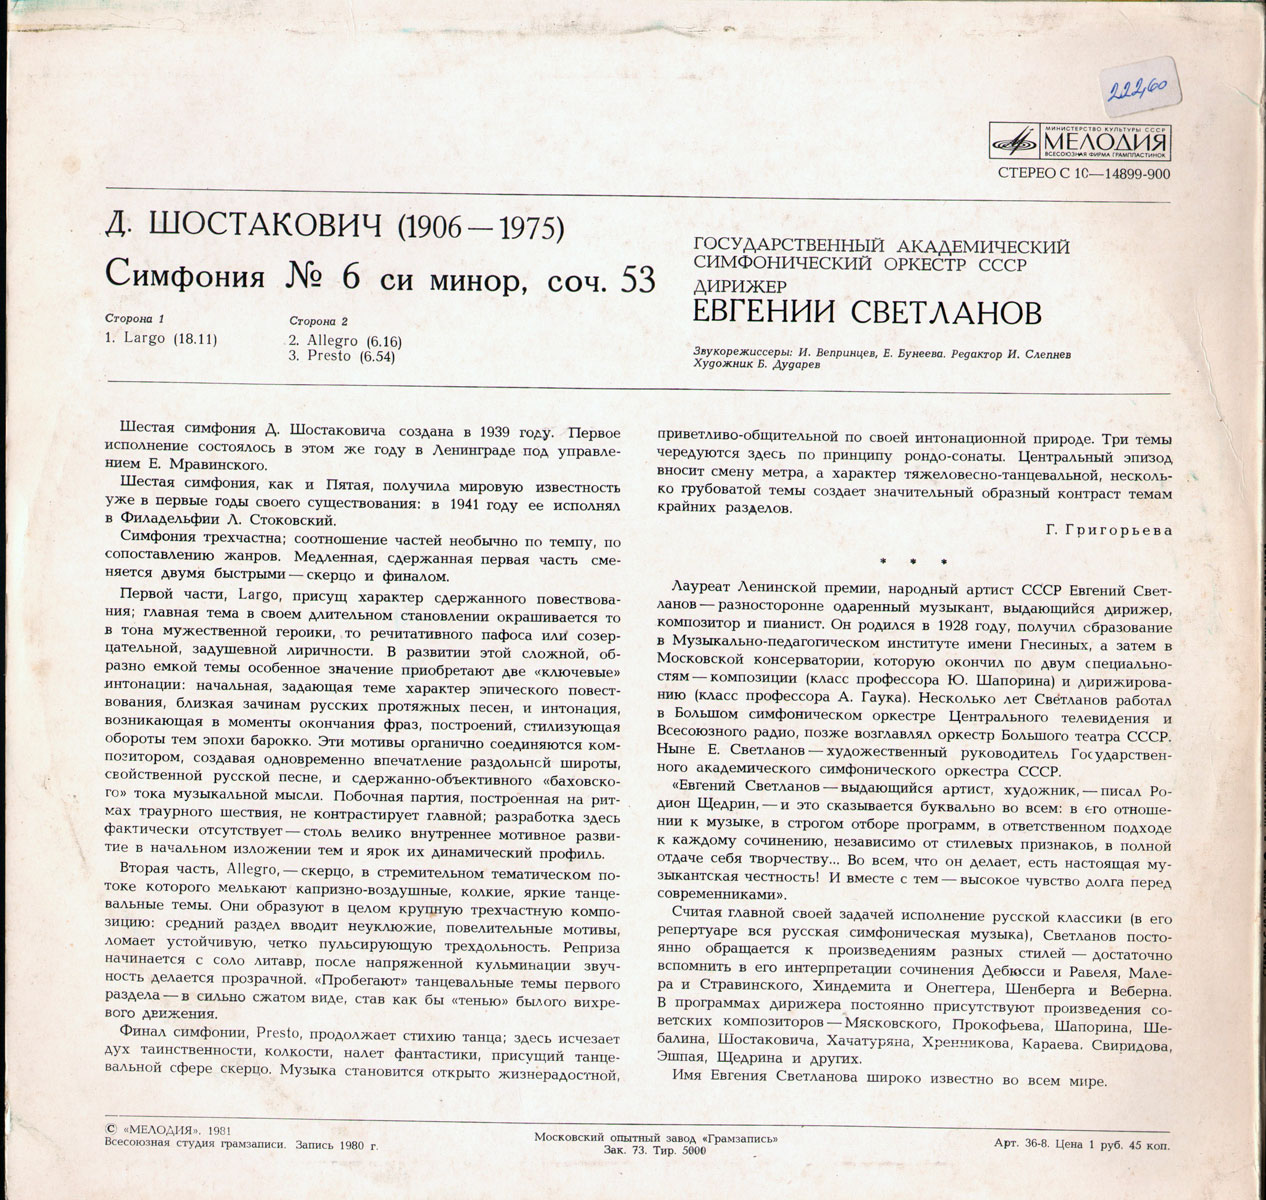 222,60
МИНИСТЕРСТВО КУЛЬТУРЫ СССР
МЕЛОДИЯ
ВСЕСОЮЗНАЯ ФИРМА ГРАМПЛАСТИНОК
СТЕРЕО С 10—14899-900
Д. ШОСТАКОВИЧ (1906—1975)
Симфония № 6 си минор, соч. 53
Сторона 1
1. Largo (18.11)
Сторона 2
2. Allegro (6.16)
3. Presto (6.54)
ГОСУДАРСТВЕННЫЙ АКАДЕМИЧЕСКИЙ
СИМФОНИЧЕСКИЙ ОРКЕСТР СССР
ДИРИЖЕР
ЕВГЕНИИ СВЕТЛАНОВ
Звукорежиссеры: И. Вепринцев, Е. Бунеева. Редактор И. Слепнев
Художник Б. Дударев
Шестая симфония Д. Шостаковича создана в 1939 году. Первое
исполнение состоялось в этом же году в Ленинграде под управле-
нием Е. Мравинского.
Шестая симфония, как и Пятая, получила мировую известность
уже в первые годы своего существования: в 1941 году ее исполнял
в Филадельфии Л. Стоковский.
Симфония трехчастна; соотношение частей необычно по темпу, по
сопоставлению жанров. Медленная, сдержанная первая часть сме-
няется двумя быстрыми — скерцо и финалом.
Первой части, Largo, присущ характер сдержанного повествова-
ния; главная тема в своем длительном становлении окрашивается то
в тона мужественной героики, то речитативного пафоса или созер-
цательной, задушевной лиричности. В развитии этой сложной, об-
разно емкой темы особенное значение приобретают две «ключевые»
интонации: начальная, задающая теме характер эпического повест-
вования, близкая зачинам русских протяжных песен, и интонация,
возникающая в моменты окончания фраз, построений, стилизующая
обороты тем эпохи барокко. Эти мотивы органично соединяются ком-
позитором, создавая одновременно впечатление раздольной широты,
свойственной русской песне, и сдержанно-объективного «баховско-
го» тока музыкальной мысли. Побочная партия, построенная на рит-
мах траурного шествия, не контрастирует главной; разработка здесь
фактически отсутствует — столь велико внутреннее мотивное разви-
тие в начальном изложении тем и ярок их динамический профиль.
Вторая часть, Allegro, — скерцо, в стремительном тематическом по-
токе которого мелькают капризно-воздушные, колкие, яркие танце-
вальные темы. Они образуют в целом крупную трехчастную компо-
зицию: средний раздел вводит неуклюжие, повелительные мотивы,
ломает устойчивую, четко пульсирующую трехдольность. Реприза
начинается с соло литавр, после напряженной кульминации звуч-
ность делается прозрачной. «Пробегают» танцевальные темы первого
раздела — в сильно сжатом виде, став как бы «тенью» былого вихре-
вого движения.
Финал симфонии, Presto, продолжает стихию танца; здесь исчезает
дух таинственности, колкости, налет фантастики, присущий танце-
вальной сфере скерцо. Музыка становится открыто жизнерадостной,
приветливо-общительной по своей интонационной природе. Три темы
чередуются здесь по принципу рондо-сонаты. Центральный эпизод
вносит смену метра, а характер тяжеловесно-танцевальной, несколь-
ко грубоватой темы создает значительный образный контраст темам
крайних разделов.
Г. Григорьева
* * *
Лауреат Ленинской премии, народный артист СССР Евгений Свет-
ланов — разносторонне одаренный музыкант, выдающийся дирижер,
композитор и пианист. Он родился в 1928 году, получил образование
в Музыкально-педагогическом институте имени Гнесиных, а затем в
Московской консерватории, которую окончил по двум специально-
стям — композиции (класс профессора Ю. Шапорина) и дирижирова-
нию (класс профессора А. Гаука). Несколько лет Светланов работал
в Большом симфоническом оркестре Центрального телевидения и
Всесоюзного радио, позже возглавлял оркестр Большого театра СССР.
Ныне Е. Светланов — художественный руководитель Государствен-
ного академического симфонического оркестра СССР.
«Евгений Светланов — выдающийся артист, художник, — писал Ро-
дион Щедрин, — и это сказывается буквально во всем: в его отноше-
нии к музыке, в строгом отборе программ, в ответственном подходе
к каждому сочинению, независимо от стилевых признаков, в полной
отдаче себя творчеству... Во всем, что он делает, есть настоящая му-
зыкантская честность! И вместе с тем — высокое чувство долга перед
современниками».
Считая главной своей задачей исполнение русской классики (в его
репертуаре вся русская симфоническая музыка), Светланов посто-
янно обращается к произведениям разных стилей — достаточно
вспомнить в его интерпретации сочинения Дебюсси и Равеля, Мале-
ра и Стравинского, Хиндемита и Онеггера, Шенберга и Веберна.
В программах дирижера постоянно присутствуют произведения со-
ветских композиторов — Мясковского, Прокофьева, Шапорина, Ше-
балина, Шостаковича, Хачатуряна, Хренникова, Караева. Свиридова,
Эшпая, Щедрина и других.
Имя Евгения Светланова широко известно во всем мире.
© «МЕЛОДИЯ». 1981
Всесоюзная студия грамзаписи. Запись 1980 г.
Московский опытный завод «Грамзапись»
Зак. 73. Тир. 5000
Арт. 36-8. Цена 1 руб. 45 коп.